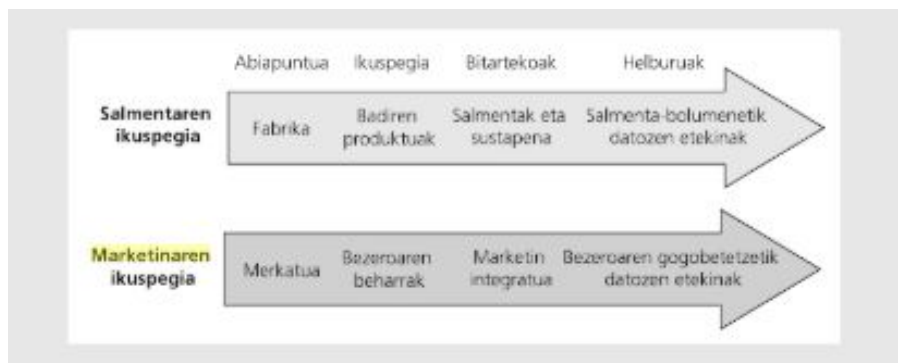 Abiapuntua Ikuspegia Bitartekoak Helburuak
Salmentaren
ikuspegia
Fabrika
Badiren
produktuak
Salmentak eta
sustapena
Salmenta-bolumenetik
datozen etekinak
Marketinaren
ikuspegia
Merkatua
Bezeroaren
beharrak
Marketin
integratua
Bezeroaren gogobetetzetik
datozen etekinak